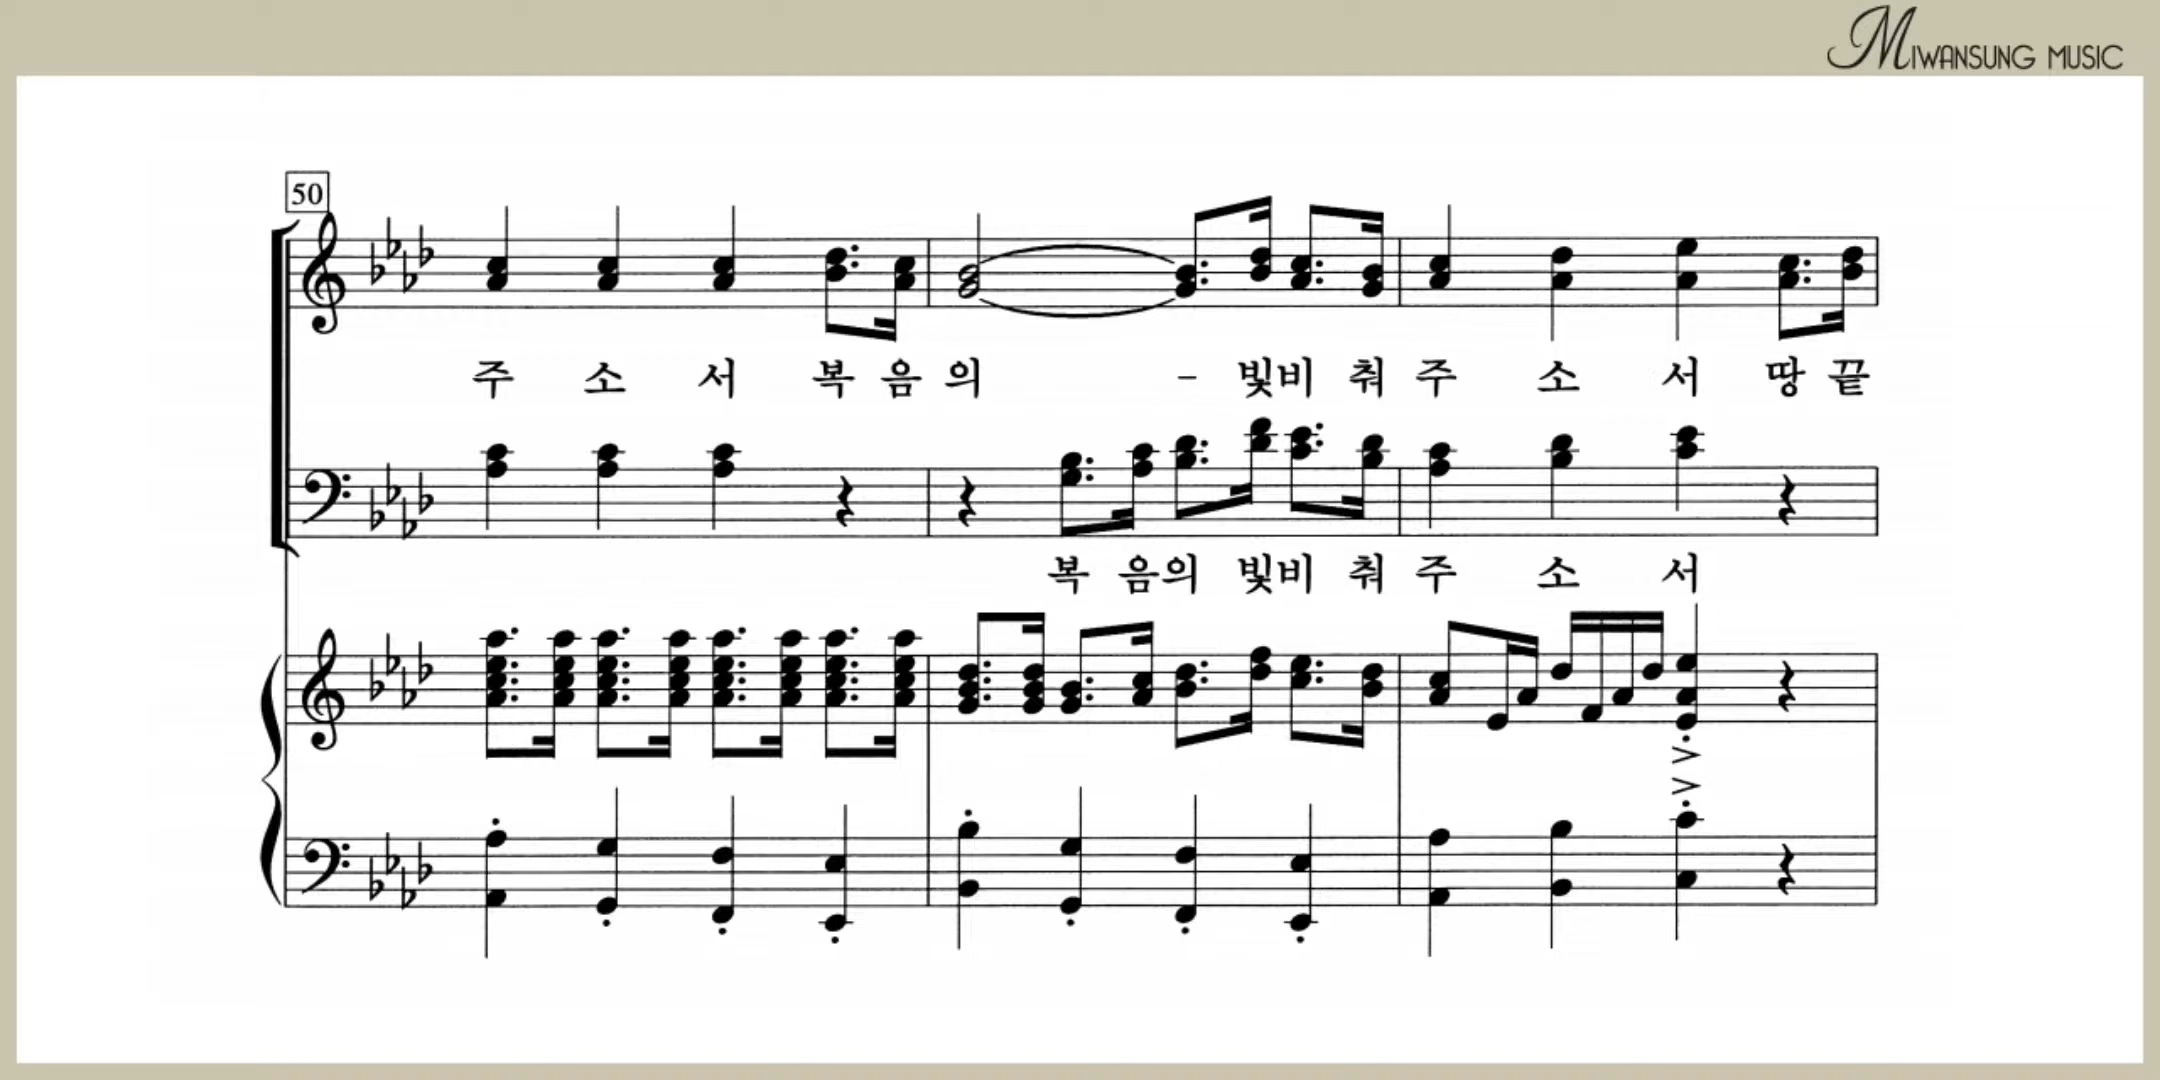 MIWANSUNG MUSIC
50
주 소 서 복 음 의 - 빛 비 춰 주 소 서 땅 끝
복 음 의 빛 비 춰 주 소 서